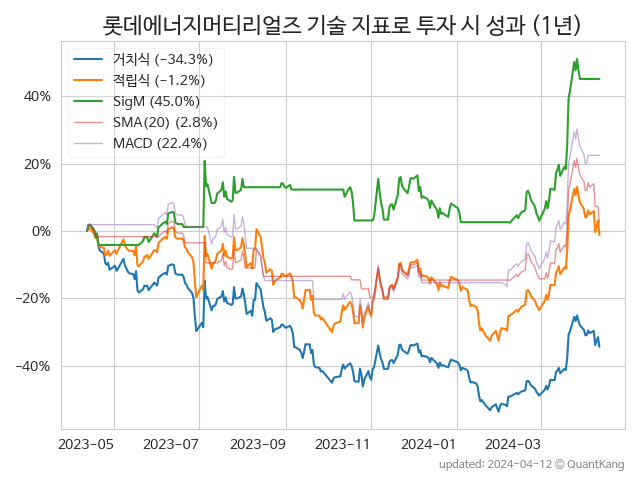 롯데에너지머티리얼즈 기술 지표로 투자 시 성과 (1년)
거치식 (−34.3%)
적립식 (−1.2%)
SigM (45.0%)
SMA(20) (2.8%)
MACD (22.4%)
40%
20%
0%
−20%
−40%
2023−05 2023−07 2023−09 2023−11 2024−01 2024−03
updated: 2024−04−12 © QuantKang